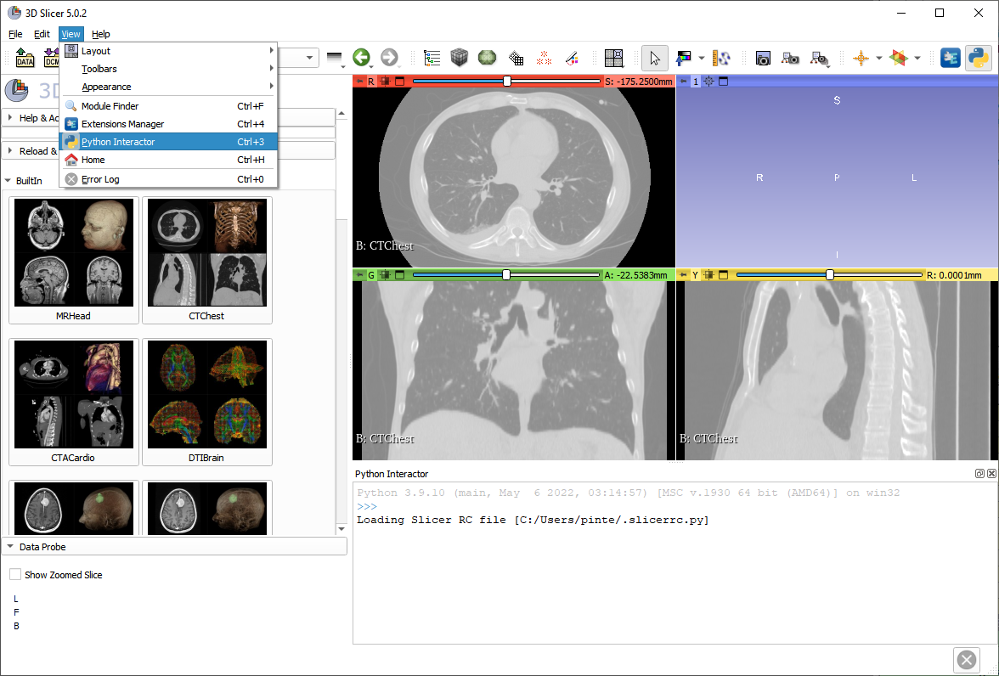 3D Slicer 5.0.2
File Edit View Help
DATA
DCM
Layout
Toolbars
Appearance
Module Finder Ctrl+F
Extensions Manager Ctrl+4
Python Interactor Ctrl+3
Home Ctrl+H
Error Log Ctrl+0
3D
Help & Ac
Reload &
BuiltIn
MRHead
CTChest
CTACardio
DTIBrain
Data Probe
Show Zoomed Slice
L
F
B
R S: -175.2500mm
B: CTChest
1
S
R P L
I
G A: -22.5383mm
B: CTChest
Y R: 0.0001mm
B: CTChest
Python Interactor
Python 3.9.10 (main, May  6 2022, 03:14:57) [MSC v.1930 64 bit (AMD64)] on win32
>>>
Loading Slicer RC file [C:/Users/pinte/.slicerrc.py]